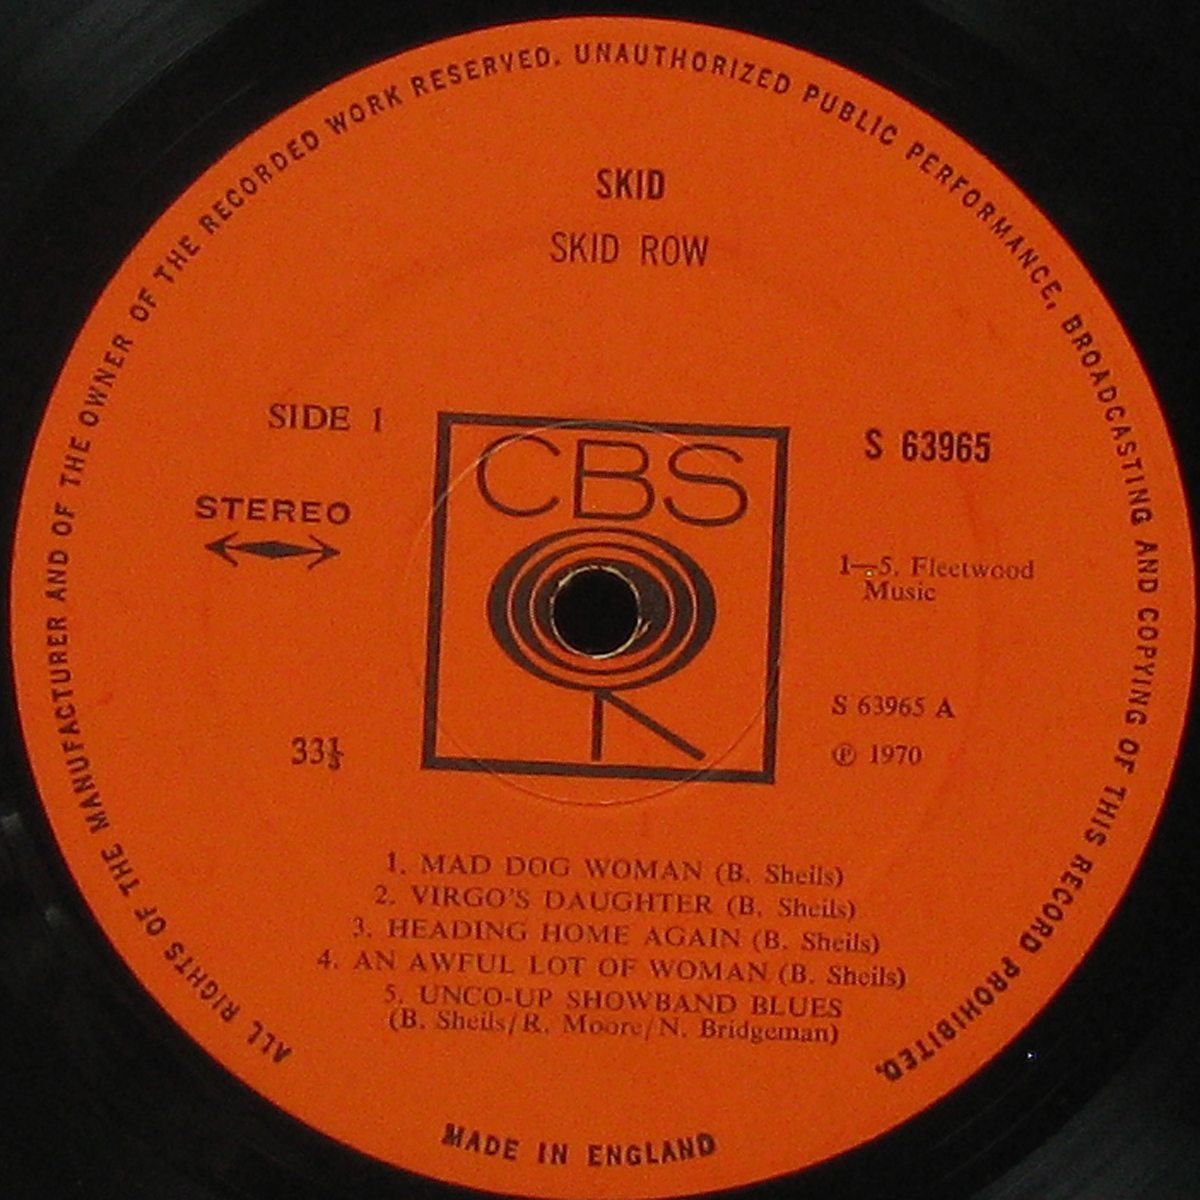 ALL RIGHTS OF THE MANUFACTURER AND OF THE OWNER OF THE RECORDED WORK RESERVED. UNAUTHORIZED PUBLIC PERFORMANCE, BROADCASTING AND COPYING OF THIS RECORD PROHIBITED.
SKID
SKID ROW
SIDE 1
CBS
S 63965
STEREO
1—5. Fleetwood
Music
S 63965 A
33⅓
℗ 1970
1. MAD DOG WOMAN (B. Sheils)
2. VIRGO'S DAUGHTER (B. Sheils)
3. HEADING HOME AGAIN (B. Sheils)
4. AN AWFUL LOT OF WOMAN (B. Sheils)
5. UNCO-UP SHOWBAND BLUES
(B. Sheils/R. Moore/N. Bridgeman)
MADE IN ENGLAND